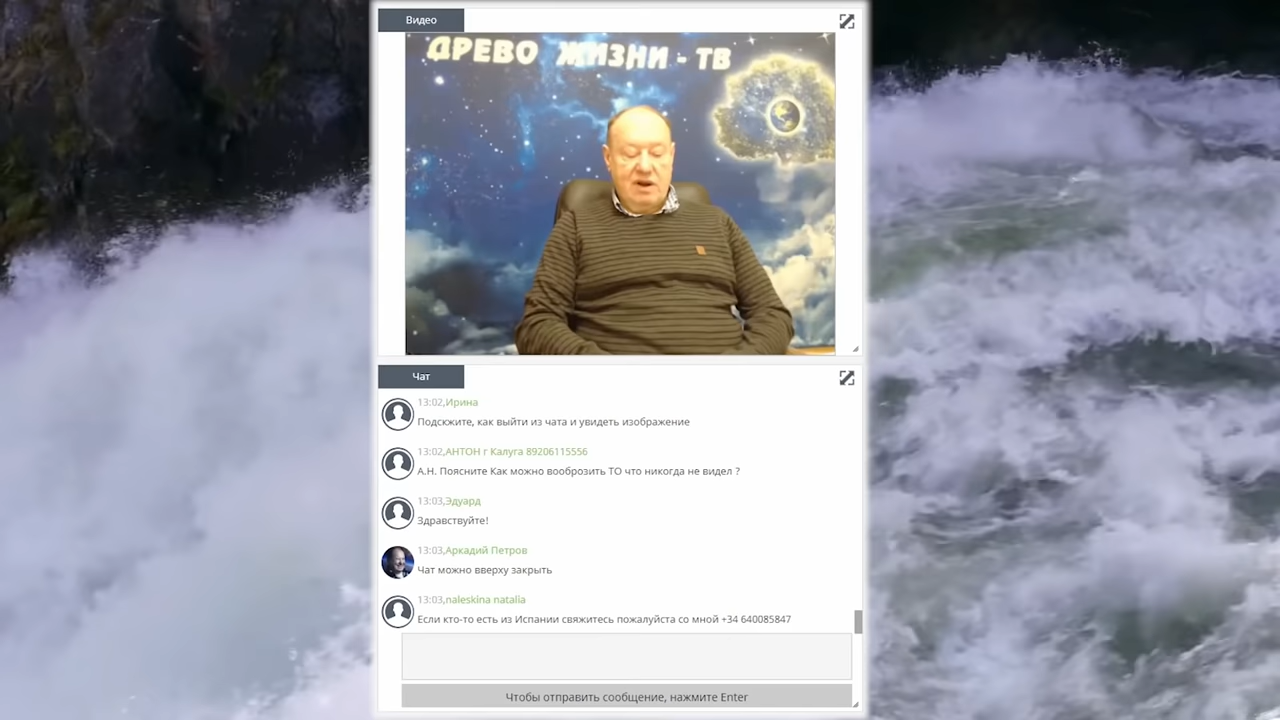 Видео
ДРЕВО ЖИЗНИ - ТВ
Чат
13:02,Ирина
Подскжите, как выйти из чата и увидеть изображение
13:02,АНТОН г Калуга 89206115556
А.Н. Поясните Как можно вооброзить ТО что никогда не видел ?
13:03,Эдуард
Здравствуйте!
13:03,Аркадий Петров
Чат можно вверху закрыть
13:03,naleskina natalia
Если кто-то есть из Испании свяжитесь пожалуйста со мной +34 640085847
Чтобы отправить сообщение, нажмите Enter